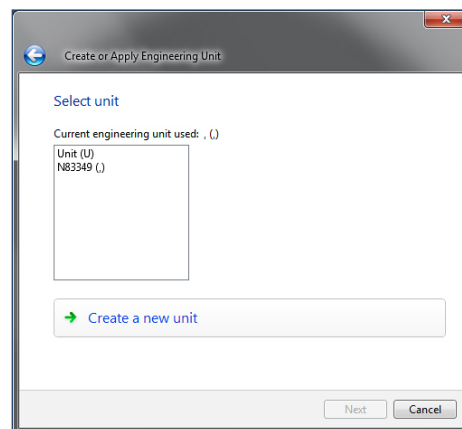 Create or Apply Engineering Unit
Select unit
Current engineering unit used: , (,)
Unit (U)
N83349 (,)
Create a new unit
Next
Cancel